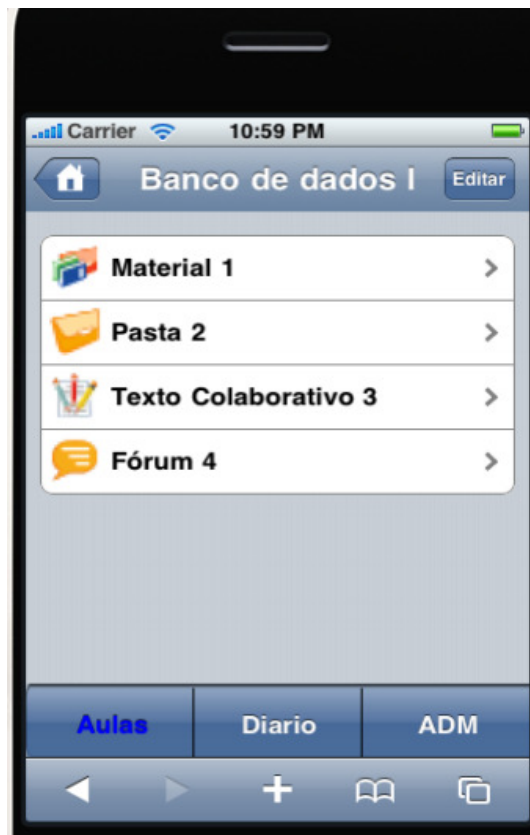 Carrier 10:59 PM
Banco de dados I Editar
Material 1
Pasta 2
Texto Colaborativo 3
Fórum 4
Aulas Diario ADM